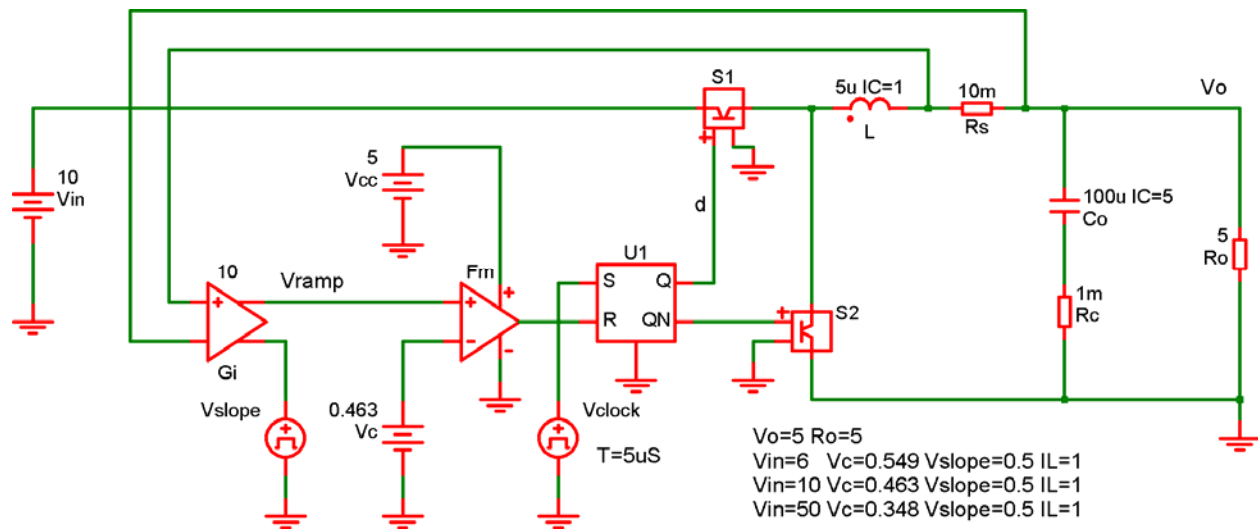 S1
5u IC=1
L
10m
Rs
Vo
10
Vin
5
Vcc
d
100u IC=5
Co
5
Ro
1m
Rc
10
Gi
Vramp
Fm
U1
S
Q
R
QN
S2
Vslope
0.463
Vc
Vclock
T=5uS
Vo=5 Ro=5
Vin=6 Vc=0.549 Vslope=0.5 IL=1
Vin=10 Vc=0.463 Vslope=0.5 IL=1
Vin=50 Vc=0.348 Vslope=0.5 IL=1